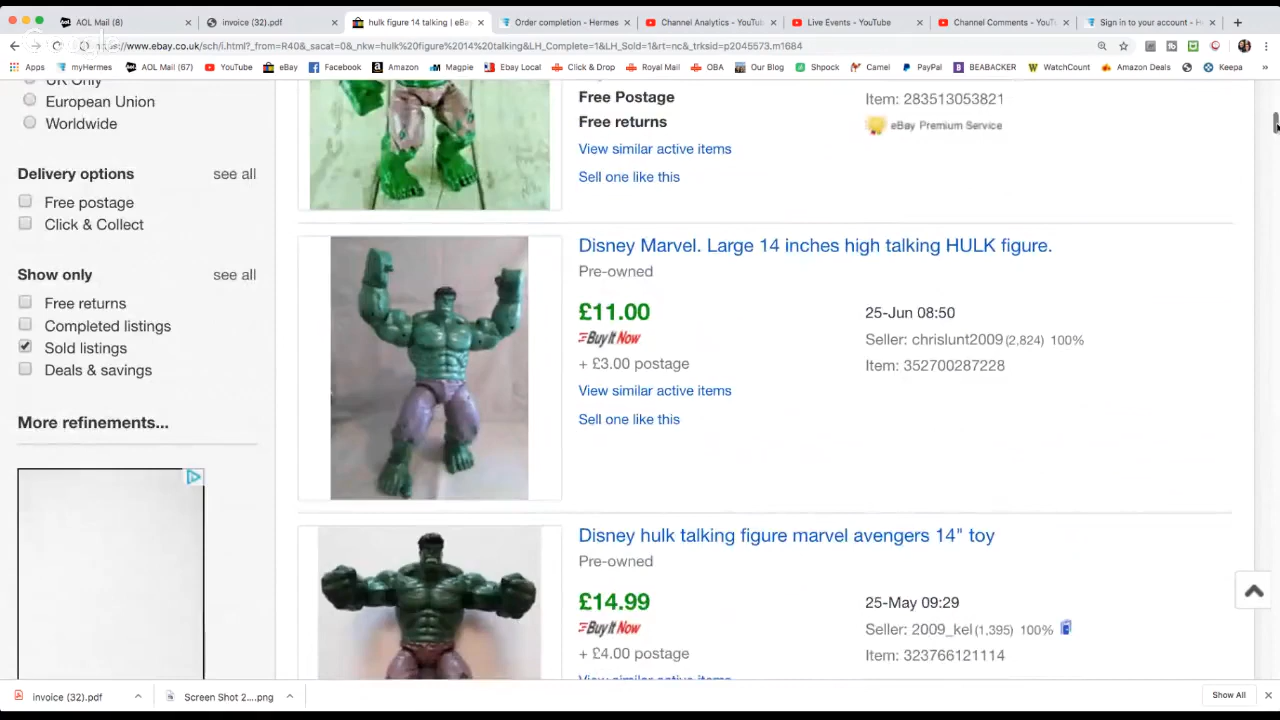 AOL Mail (8)
invoice (32).pdf
hulk figure 14 talking | eBa
Order completion - Hermes
Channel Analytics - YouTub
Live Events - YouTube
Channel Comments - YouTu
Sign in to your account - H
https://www.ebay.co.uk/sch/i.html?_from=R40&_sacat=0&_nkw=hulk%20figure%2014%20talking&LH_Complete=1&LH_Sold=1&rt=nc&_trksid=p2045573.m1684
Apps
myHermes
AOL Mail (67)
YouTube
eBay
Facebook
Amazon
Magpie
Ebay Local
Click & Drop
Royal Mail
OBA
Our Blog
Shpock
Camel
PayPal
BEABACKER
WatchCount
Amazon Deals
Keepa
»
UK Only
European Union
Worldwide
Delivery options
see all
Free postage
Click & Collect
Show only
see all
Free returns
Completed listings
Sold listings
Deals & savings
More refinements...
Free Postage
Free returns
View similar active items
Sell one like this
Item: 283513053821
eBay Premium Service
Disney Marvel. Large 14 inches high talking HULK figure.
Pre-owned
£11.00
Buy It Now
+ £3.00 postage
View similar active items
Sell one like this
25-Jun 08:50
Seller: chrislunt2009 (2,824) 100%
Item: 352700287228
Disney hulk talking figure marvel avengers 14" toy
Pre-owned
£14.99
Buy It Now
+ £4.00 postage
View similar active items
25-May 09:29
Seller: 2009_kel (1,395) 100%
Item: 323766121114
invoice (32).pdf
Screen Shot 2....png
Show All